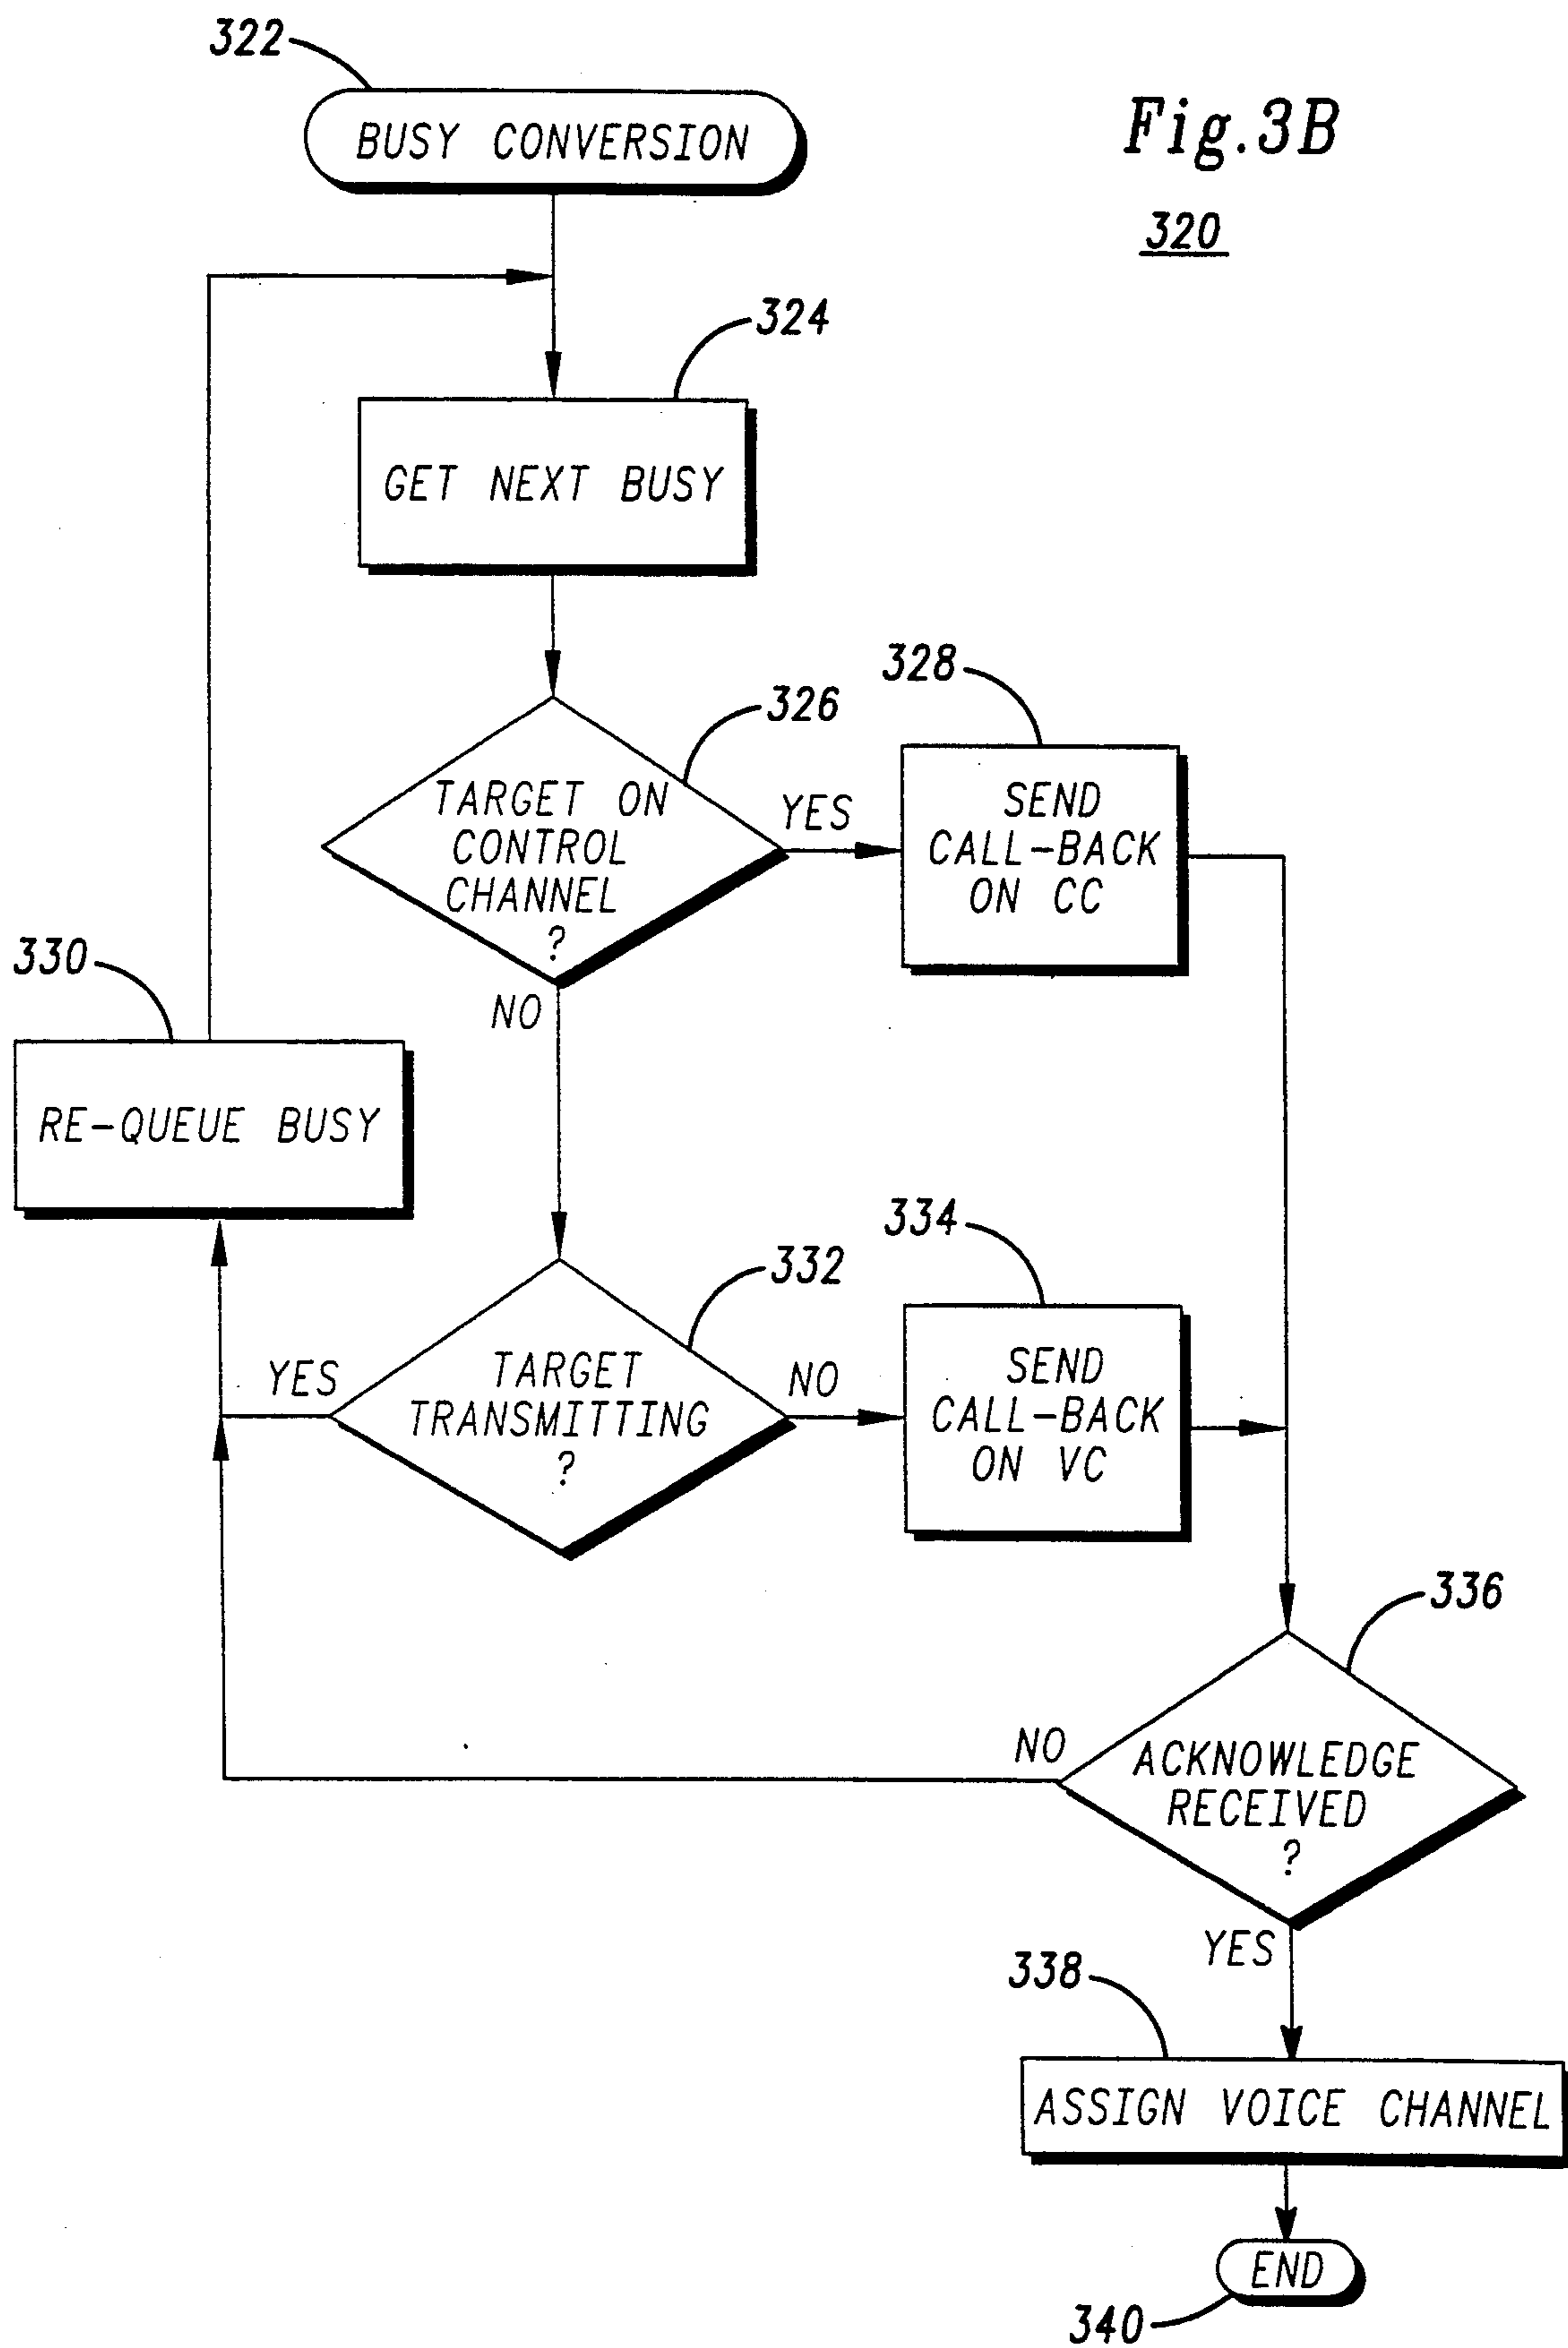 322
BUSY CONVERSION
Fig.3B
320
324
GET NEXT BUSY
326
TARGET ON
CONTROL
CHANNEL
?
YES
NO
328
SEND
CALL-BACK
ON CC
330
RE-QUEUE BUSY
332
TARGET
TRANSMITTING
?
YES
NO
334
SEND
CALL-BACK
ON VC
336
ACKNOWLEDGE
RECEIVED
?
NO
YES
338
ASSIGN VOICE CHANNEL
END
340